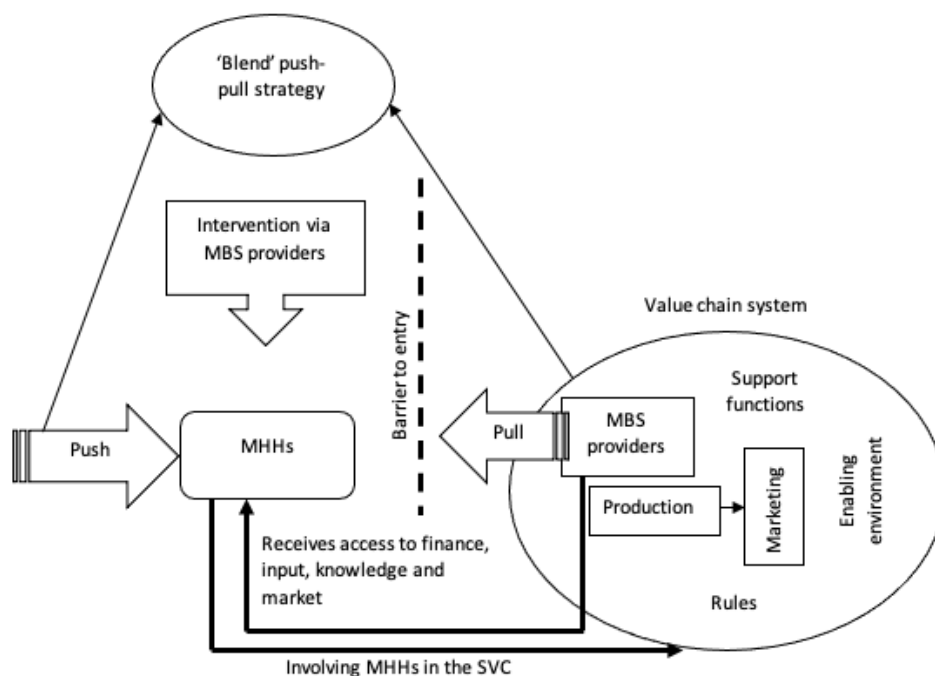 ‘Blend’ push-
pull strategy
Intervention via
MBS providers
Value chain system
Barrier to entry
Support
functions
MBS
providers
Pull
Push
MHHs
Production
Marketing
Enabling
environment
Receives access to finance,
input, knowledge and
market
Rules
Involving MHHs in the SVC